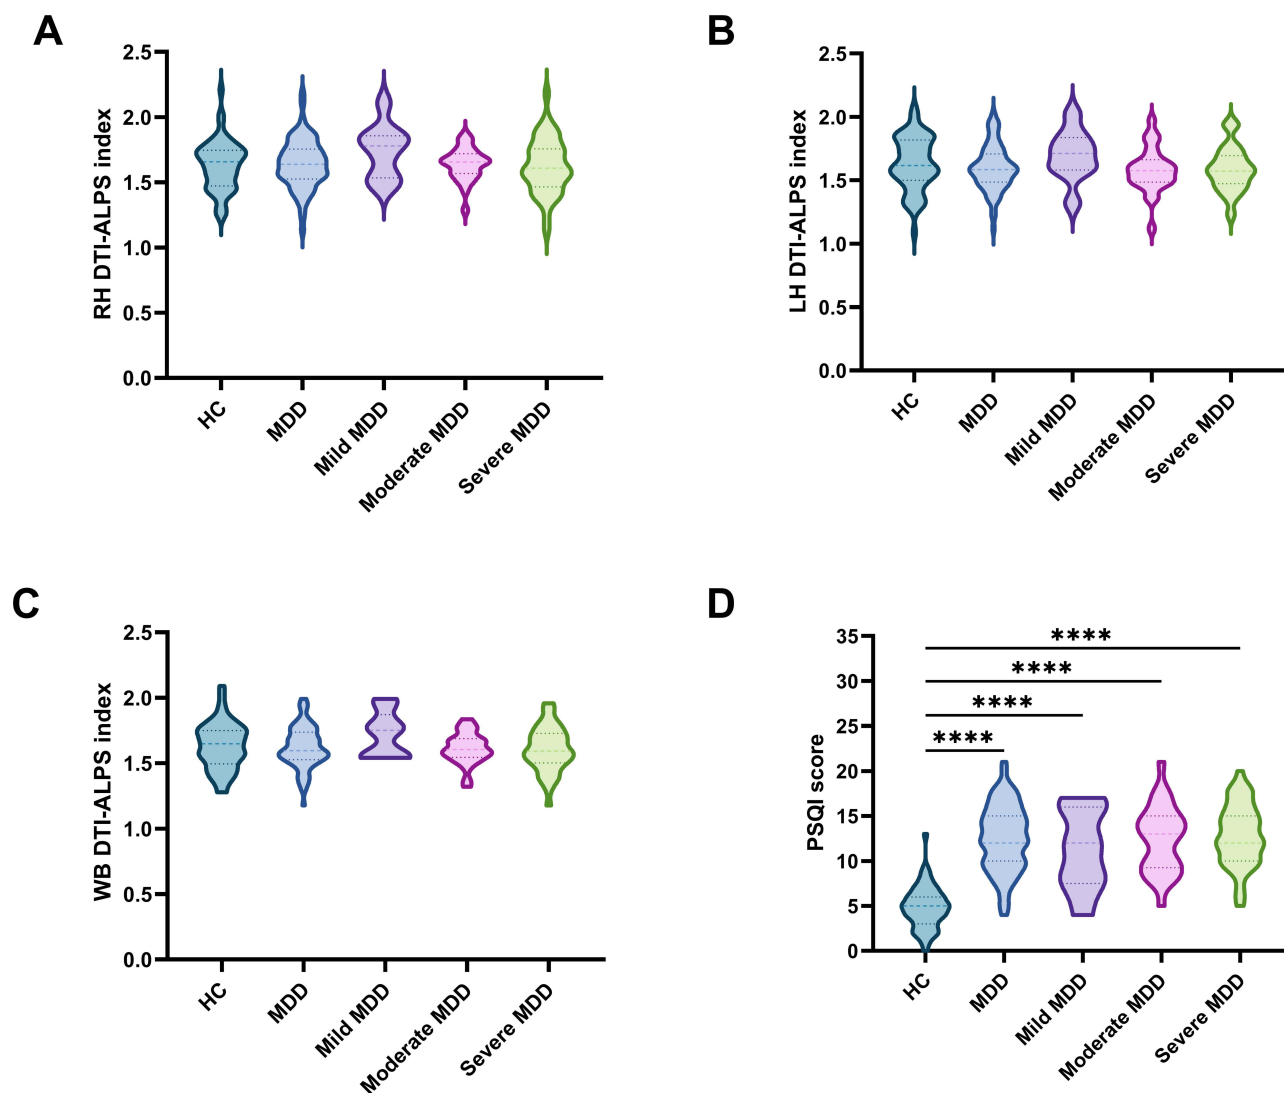 A
RH DTI-ALPS index
2.5
2.0
1.5
1.0
0.5
0.0
HC
MDD
Mild MDD
Moderate MDD
Severe MDD
B
LH DTI-ALPS index
2.5
2.0
1.5
1.0
0.5
0.0
HC
MDD
Mild MDD
Moderate MDD
Severe MDD
C
WB DTI-ALPS index
2.5
2.0
1.5
1.0
0.5
0.0
HC
MDD
Mild MDD
Moderate MDD
Severe MDD
D
PSQI score
35
30
25
20
15
10
5
0
****
****
****
****
HC
MDD
Mild MDD
Moderate MDD
Severe MDD